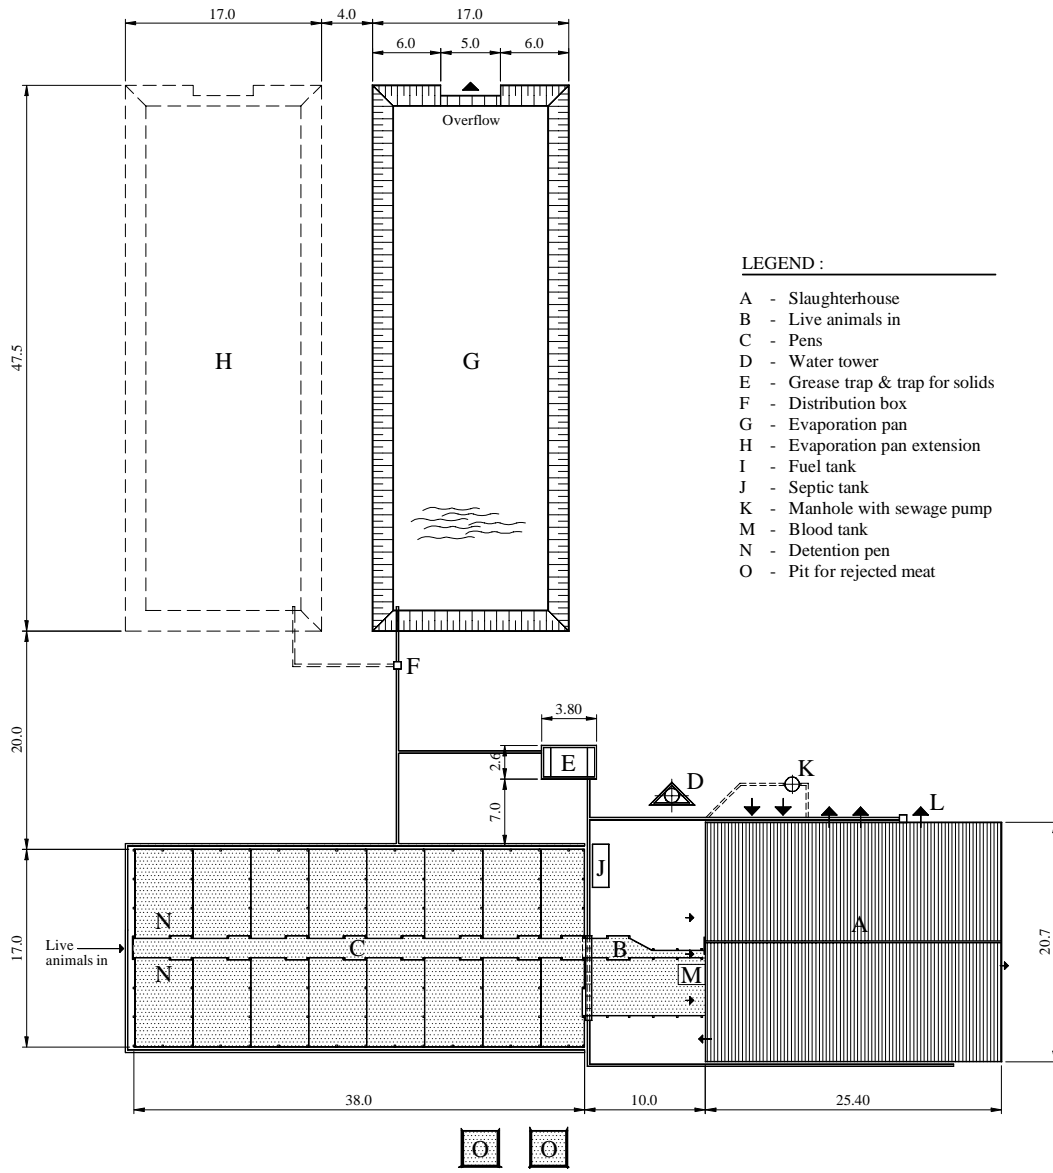 17.0 4.0 17.0
6.0 5.0 6.0
Overflow
47.5
H
G
LEGEND :
A - Slaughterhouse
B - Live animals in
C - Pens
D - Water tower
E - Grease trap & trap for solids
F - Distribution box
G - Evaporation pan
H - Evaporation pan extension
I - Fuel tank
J - Septic tank
K - Manhole with sewage pump
M - Blood tank
N - Detention pen
O - Pit for rejected meat
F
20.0
3.80
2.6
E
7.0
D
K
L
J
17.0
N
Live
animals in
C
B
A
N
M
20.7
38.0 10.0 25.40
O O